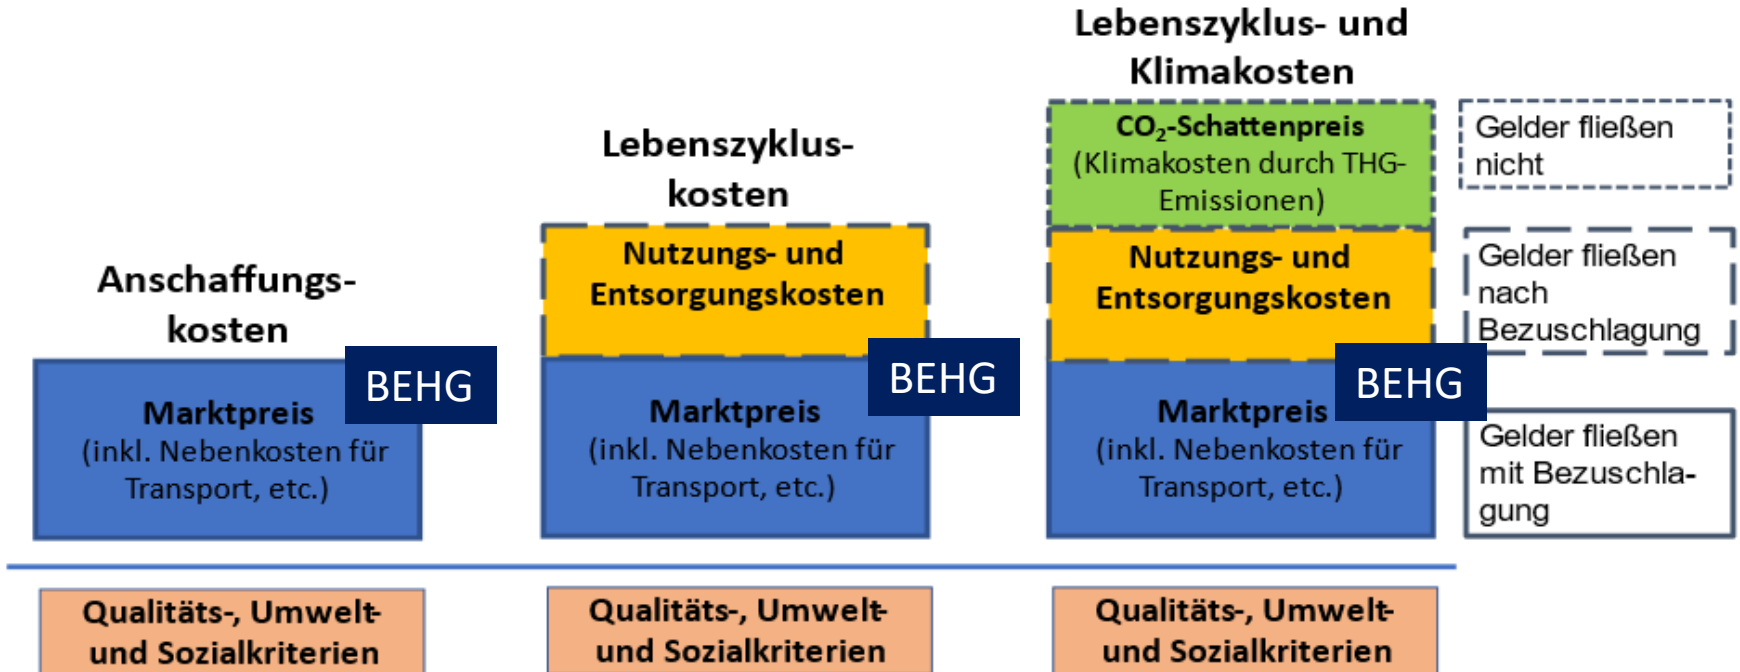 Anschaffungs-
kosten
BEHG
Marktpreis
(inkl. Nebenkosten für
Transport, etc.)
Qualitäts-, Umwelt-
und Sozialkriterien
Lebenszyklus-
kosten
Nutzungs- und
Entsorgungskosten
BEHG
Marktpreis
(inkl. Nebenkosten für
Transport, etc.)
Qualitäts-, Umwelt-
und Sozialkriterien
Lebenszyklus- und
Klimakosten
CO₂-Schattenpreis
(Klimakosten durch THG-
Emissionen)
Nutzungs- und
Entsorgungskosten
BEHG
Marktpreis
(inkl. Nebenkosten für
Transport, etc.)
Qualitäts-, Umwelt-
und Sozialkriterien
Gelder fließen
nicht
Gelder fließen
nach
Bezuschlagung
Gelder fließen
mit Bezuschla-
gung